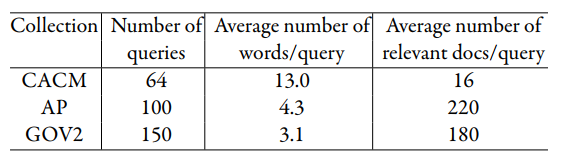 Collection Number of Average number of Average number of
queries words/query relevant docs/query
CACM 64 13.0 16
AP 100 4.3 220
GOV2 150 3.1 180